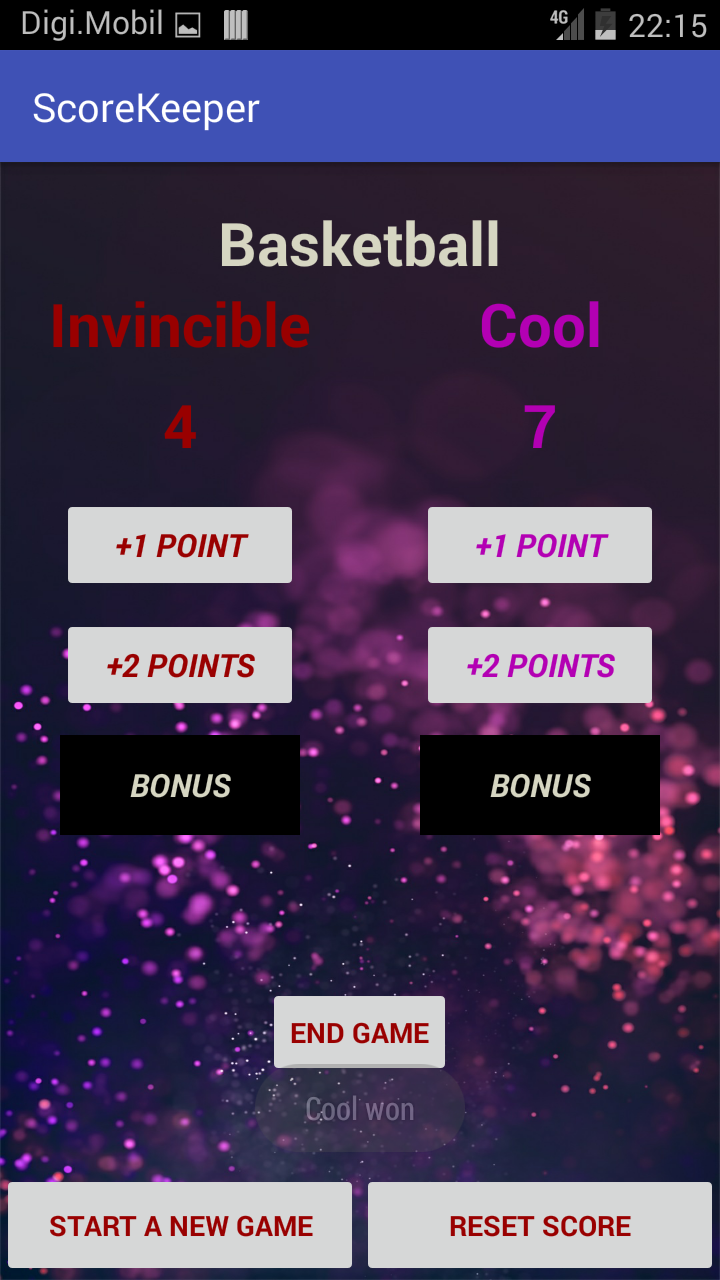 Digi.Mobil 4G 22:15
ScoreKeeper
Basketball
Invincible Cool
4 7
+1 POINT +1 POINT
+2 POINTS +2 POINTS
BONUS BONUS
END GAME
Cool won
START A NEW GAME RESET SCORE